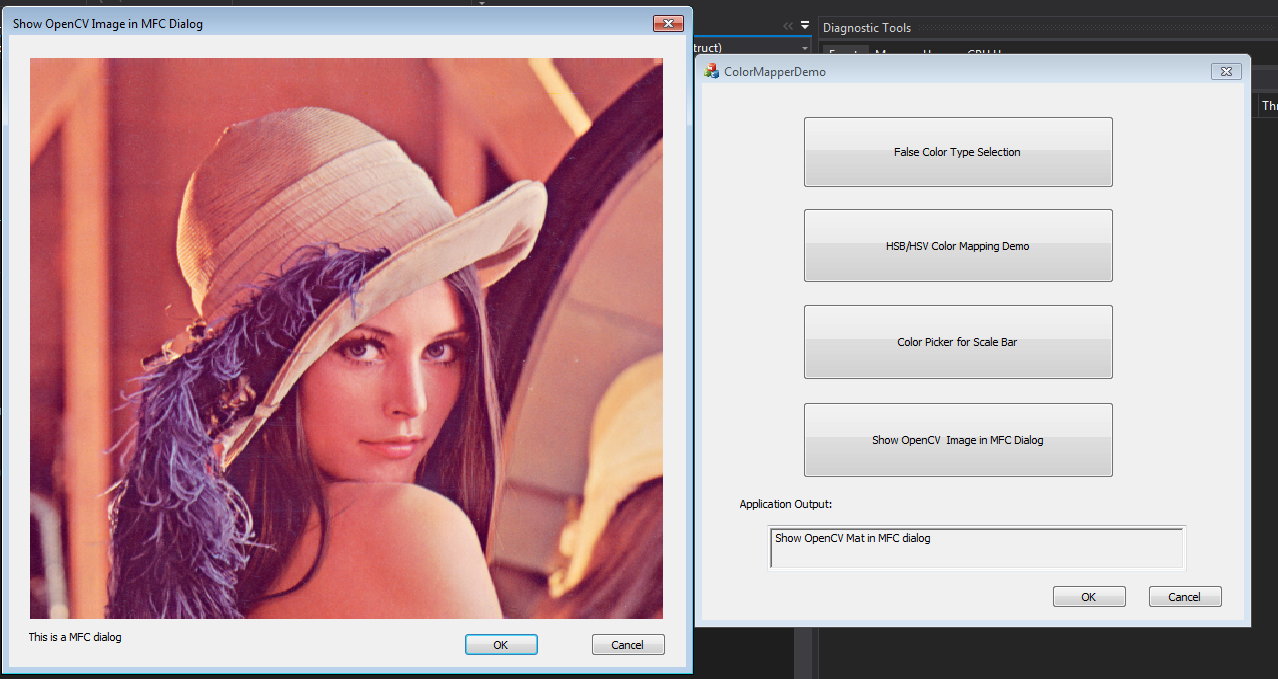 Show OpenCV Image in MFC Dialog
This is a MFC dialog
OK
Cancel
truct)
Diagnostic Tools
ColorMapperDemo
False Color Type Selection
HSB/HSV Color Mapping Demo
Color Picker for Scale Bar
Show OpenCV  Image in MFC Dialog
Application Output:
Show OpenCV Mat in MFC dialog
OK
Cancel
Thr